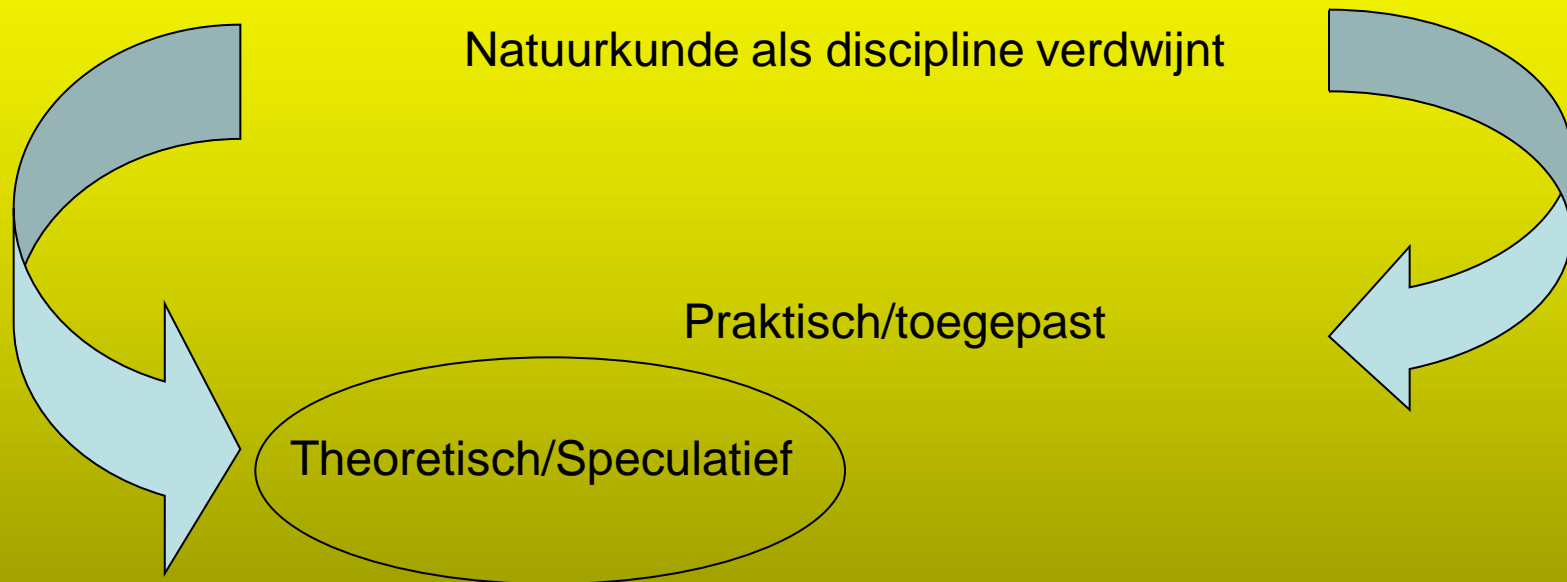 Natuurkunde als discipline verdwijnt
Praktisch/toegepast
Theoretisch/Speculatief